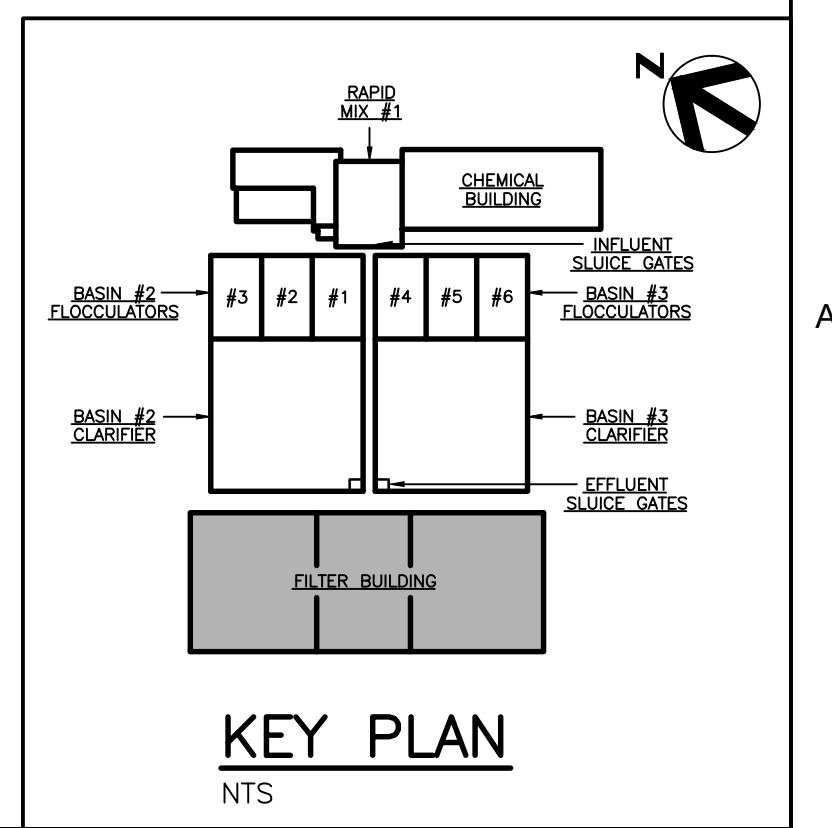 N
RAPID
MIX #1
CHEMICAL
BUILDING
INFLUENT
SLUICE GATES
BASIN #2
FLOCCULATORS
#3
#2
#1
#4
#5
#6
BASIN #3
FLOCCULATORS
A
BASIN #2
CLARIFIER
BASIN #3
CLARIFIER
EFFLUENT
SLUICE GATES
FILTER BUILDING
KEY PLAN
NTS